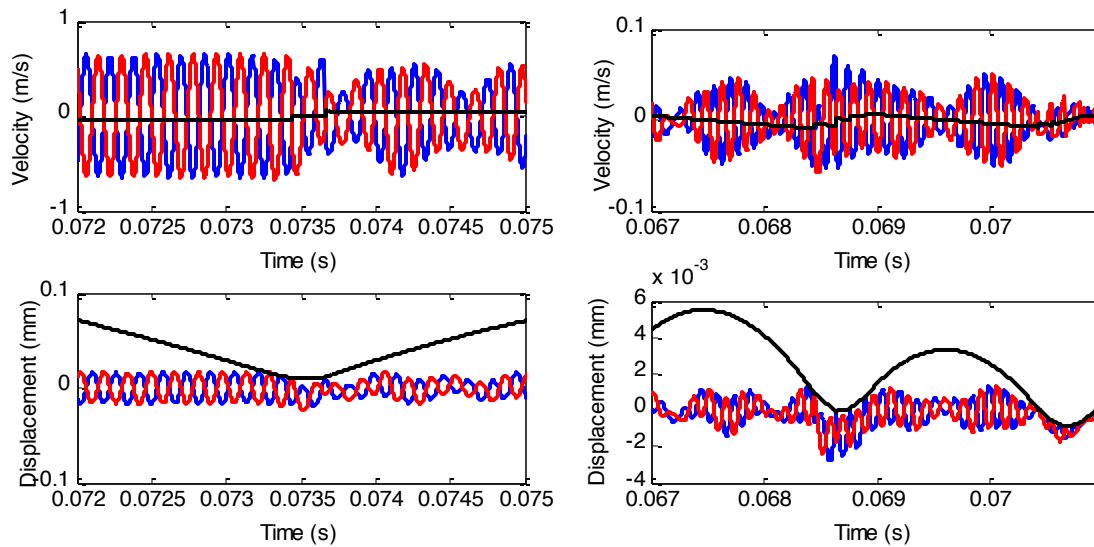 1
0
-1
Velocity (m/s)
0.072 0.0725 0.073 0.0735 0.074 0.0745 0.075
Time (s)
0.1
0
-0.1
Velocity (m/s)
0.067 0.068 0.069 0.07
Time (s)
0.1
0
-0.1
Displacement (mm)
0.072 0.0725 0.073 0.0735 0.074 0.0745 0.075
Time (s)
x 10 -3
6
4
2
0
-2
-4
Displacement (mm)
0.067 0.068 0.069 0.07
Time (s)